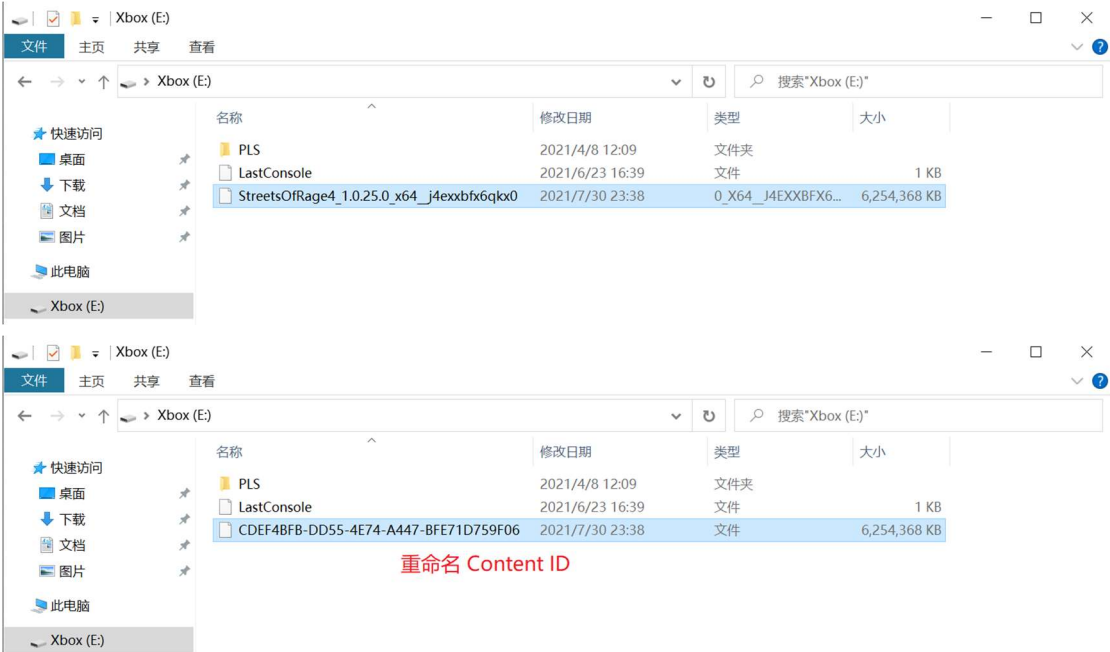 Xbox (E:)
文件 主页 共享 查看
Xbox (E:) 搜索"Xbox (E:)"
名称 修改日期 类型 大小
快速访问
PLS 2021/4/8 12:09 文件夹
桌面
LastConsole 2021/6/23 16:39 文件 1 KB
下载
StreetsOfRage4_1.0.25.0_x64__j4exxbfx6qkx0 2021/7/30 23:38 0_X64__J4EXXBFX6... 6,254,368 KB
文档
图片
此电脑
Xbox (E:)
Xbox (E:)
文件 主页 共享 查看
Xbox (E:) 搜索"Xbox (E:)"
名称 修改日期 类型 大小
快速访问
PLS 2021/4/8 12:09 文件夹
桌面
LastConsole 2021/6/23 16:39 文件 1 KB
下载
CDEF4BFB-DD55-4E74-A447-BFE71D759F06 2021/7/30 23:38 文件 6,254,368 KB
文档
重命名 Content ID
图片
此电脑
Xbox (E:)